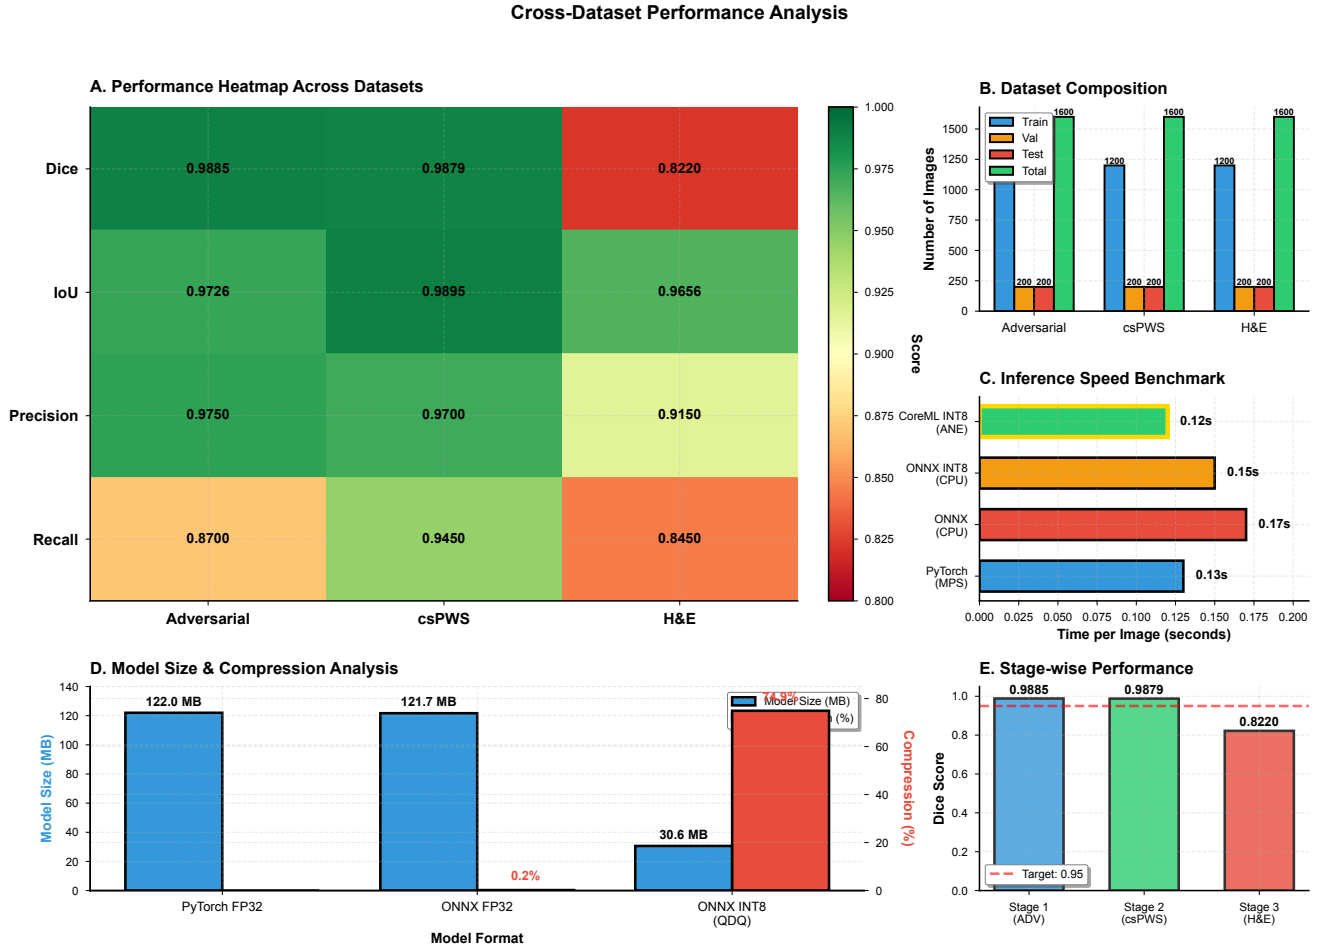 Cross-Dataset Performance Analysis
A. Performance Heatmap Across Datasets
Dice
IoU
Precision
Recall
0.9885 0.9879 0.8220
0.9726 0.9895 0.9656
0.9750 0.9700 0.9150
0.8700 0.9450 0.8450
Adversarial csPWS H&E
1.000
0.975
0.950
0.925
0.900
0.875
0.850
0.825
0.800
Score
B. Dataset Composition
Number of Images
1500
1250
1000
750
500
250
0
Train
Val
Test
Total
200 200 1600
1200 200 200 1600
1200 200 200 1600
Adversarial csPWS H&E
C. Inference Speed Benchmark
CoreML INT8
(ANE)
0.12s
ONNX INT8
(CPU)
0.15s
ONNX
(CPU)
0.17s
PyTorch
(MPS)
0.13s
0.000 0.025 0.050 0.075 0.100 0.125 0.150 0.175 0.200
Time per Image (seconds)
D. Model Size & Compression Analysis
Model Size (MB)
140
120
100
80
60
40
20
0
122.0 MB
121.7 MB
0.2%
30.6 MB
74.9%
Model Size (MB)
(%)
80
60
40
20
0
Compression (%)
PyTorch FP32
ONNX FP32
ONNX INT8
(QDQ)
Model Format
E. Stage-wise Performance
Dice Score
1.0
0.8
0.6
0.4
0.2
0.0
0.9885
0.9879
0.8220
Target: 0.95
Stage 1
(ADV)
Stage 2
(csPWS)
Stage 3
(H&E)